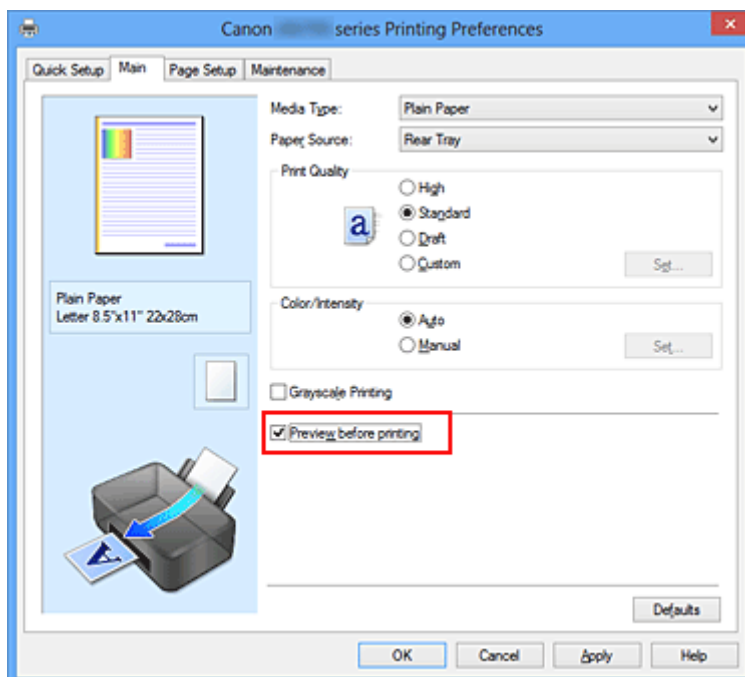 Canon series Printing Preferences
Quick Setup Main Page Setup Maintenance
Media Type: Plain Paper
Paper Source: Rear Tray
Print Quality
High
a Standard
Draft
Custom Set...
Plain Paper
Letter 8.5"x11" 22x28cm
Color/Intensity
Auto
Manual Set...
Grayscale Printing
Preview before printing
A
Defaults
OK Cancel Apply Help